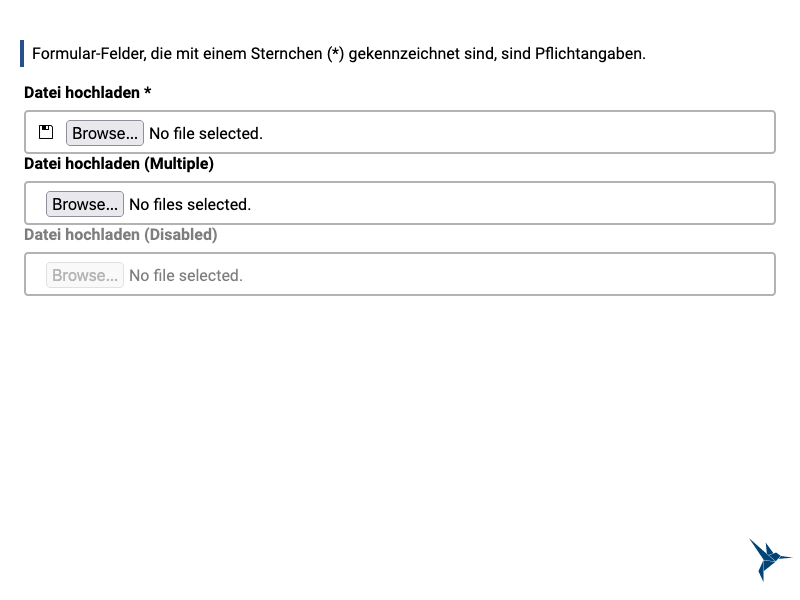 Formular-Felder, die mit einem Sternchen (*) gekennzeichnet sind, sind Pflichtangaben.
Datei hochladen *
Browse... No file selected.
Datei hochladen (Multiple)
Browse... No files selected.
Datei hochladen (Disabled)
Browse... No file selected.